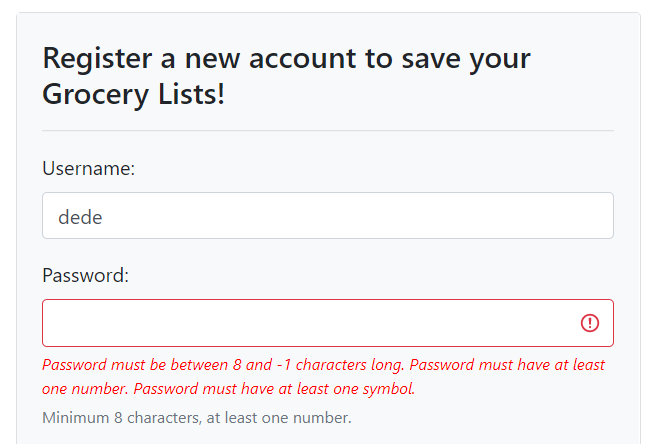 Register a new account to save your
Grocery Lists!
Username:
dede
Password:
Password must be between 8 and -1 characters long. Password must have at least
one number. Password must have at least one symbol.
Minimum 8 characters, at least one number.